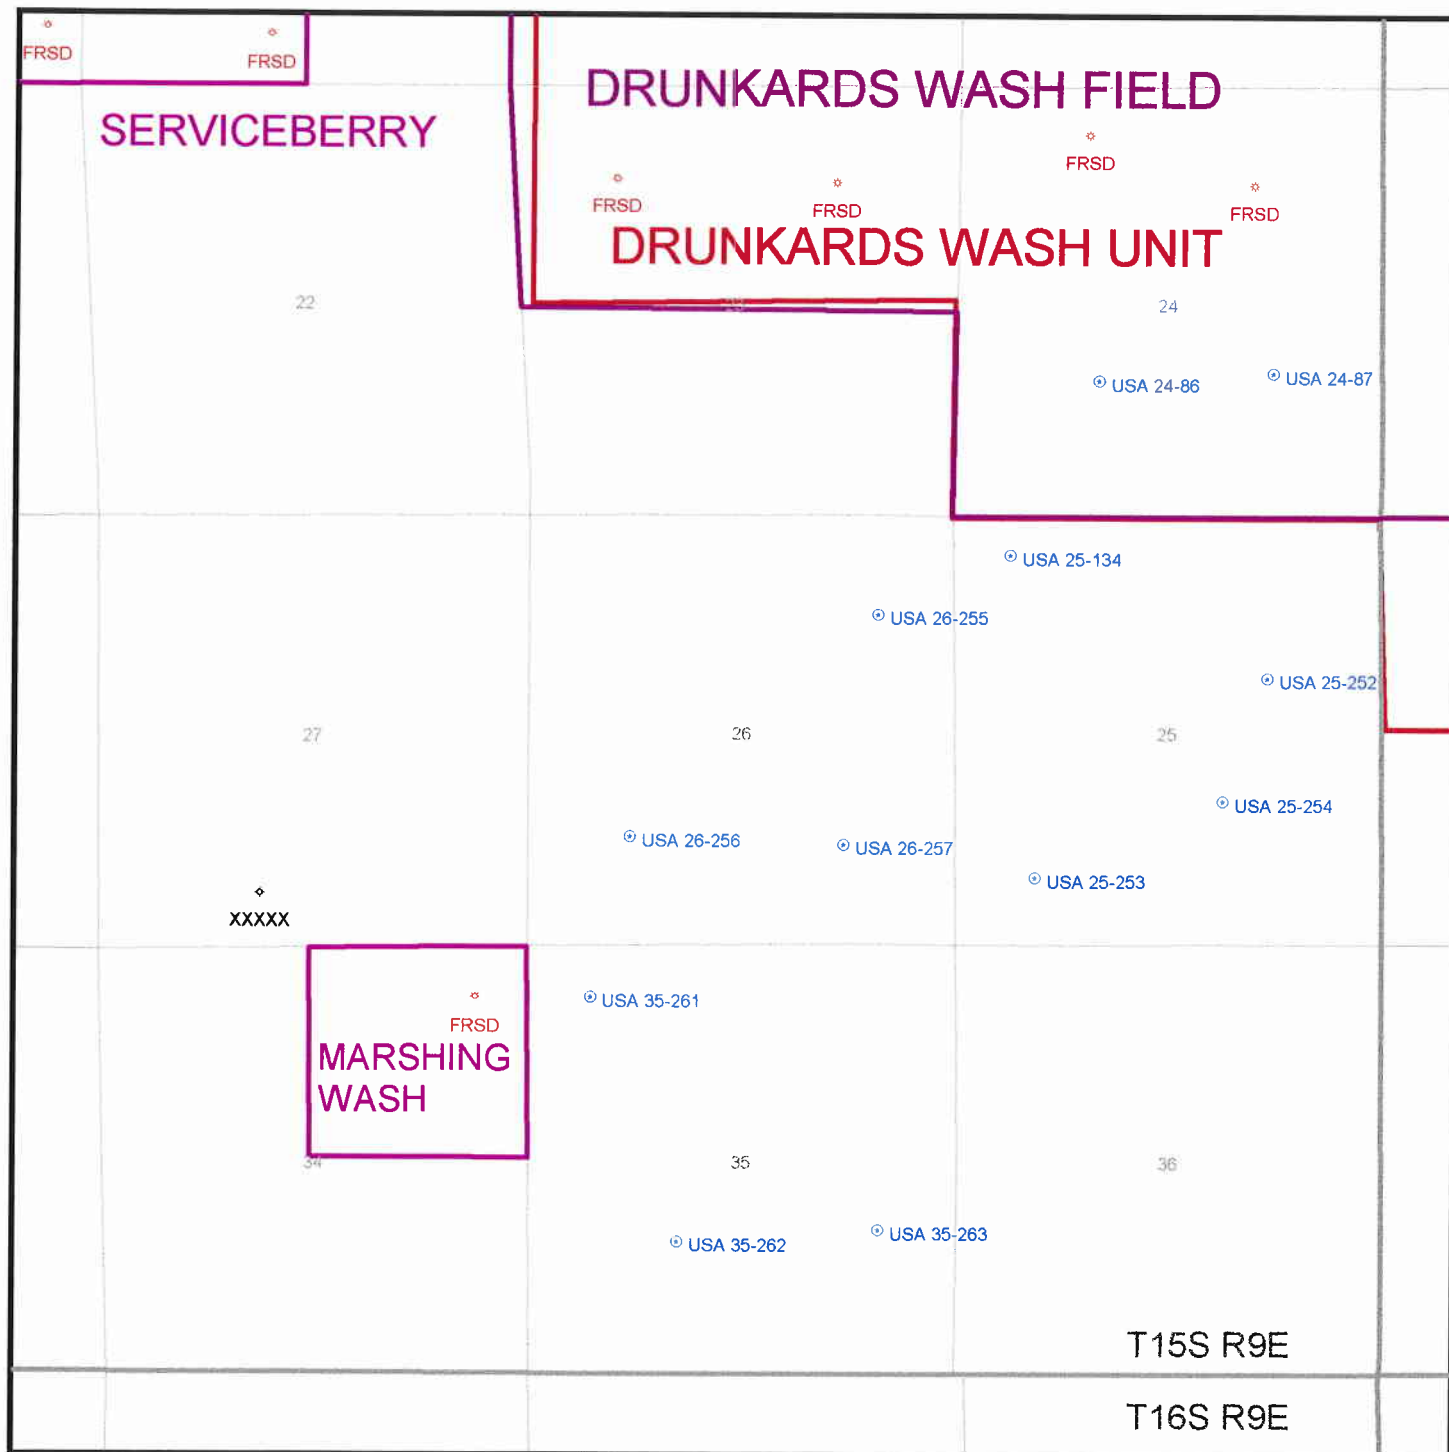 FRSD
FRSD
DRUNKARDS WASH FIELD
SERVICEBERRY
FRSD
FRSD
FRSD
FRSD
DRUNKARDS WASH UNIT
22
23
24
USA 24-86
USA 24-87
USA 25-134
USA 26-255
USA 25-252
27
26
25
USA 25-254
USA 26-256
USA 26-257
USA 25-253
XXXXX
USA 35-261
FRSD
MARSHING
WASH
34
35
36
USA 35-262
USA 35-263
T15S R9E
T16S R9E